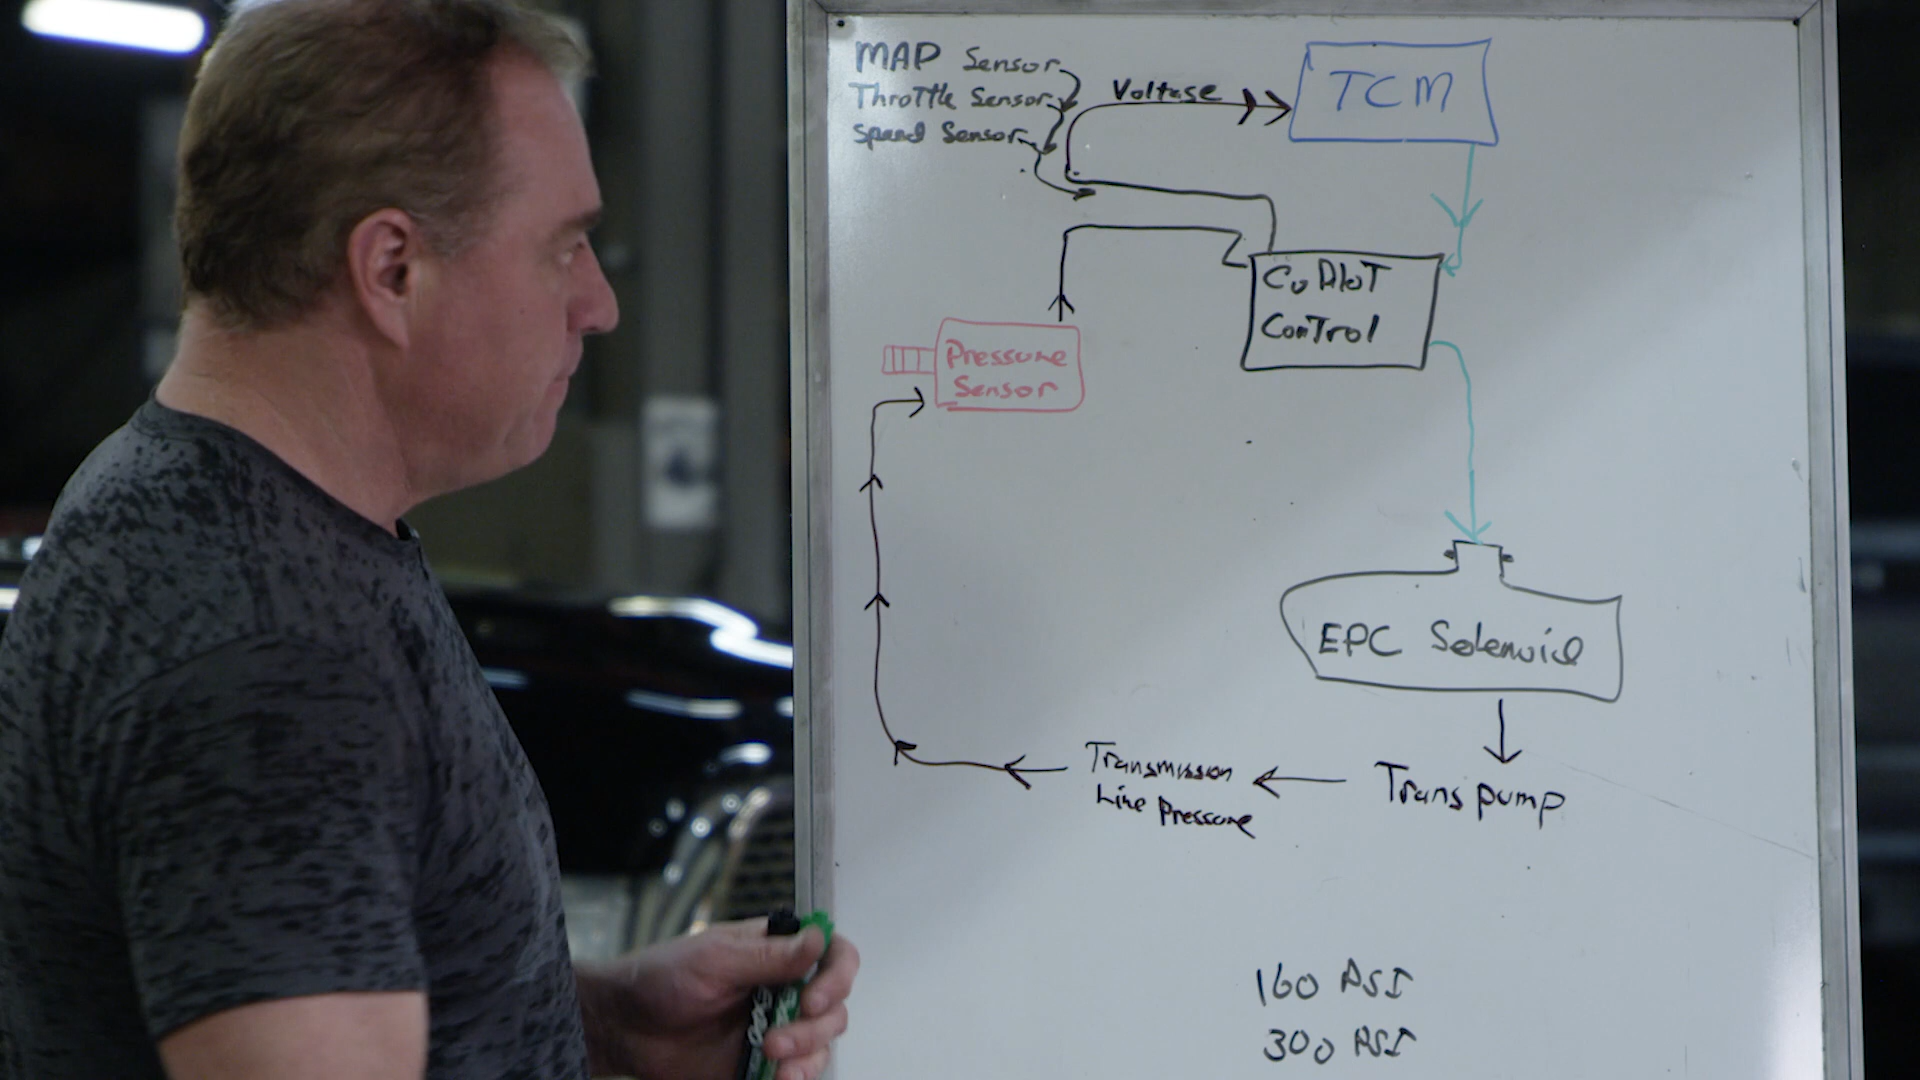 MAP Sensor
Throttle Sensor
Speed Sensor
Voltage
TCM
CoPiloT
ConTrol
Pressure
Sensor
EPC Solenoid
Transmission
Line Pressure
Trans pump
160 PSI
300 PSI